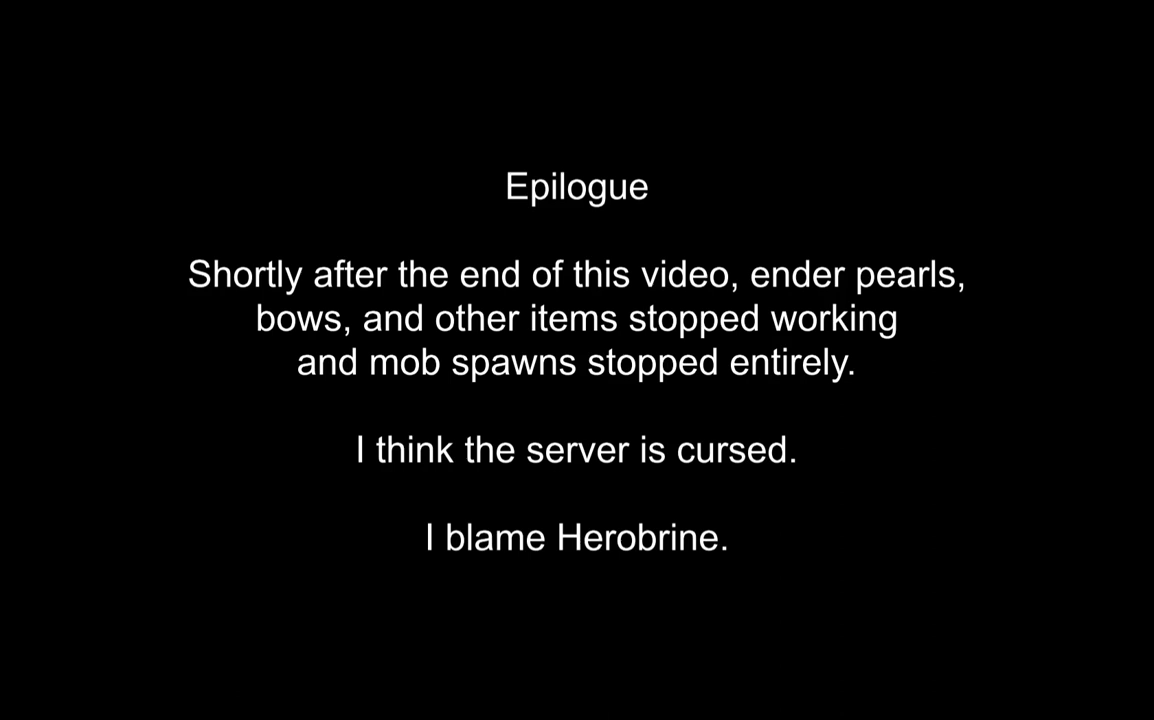 Epilogue
Shortly after the end of this video, ender pearls,
bows, and other items stopped working
and mob spawns stopped entirely.
I think the server is cursed.
I blame Herobrine.